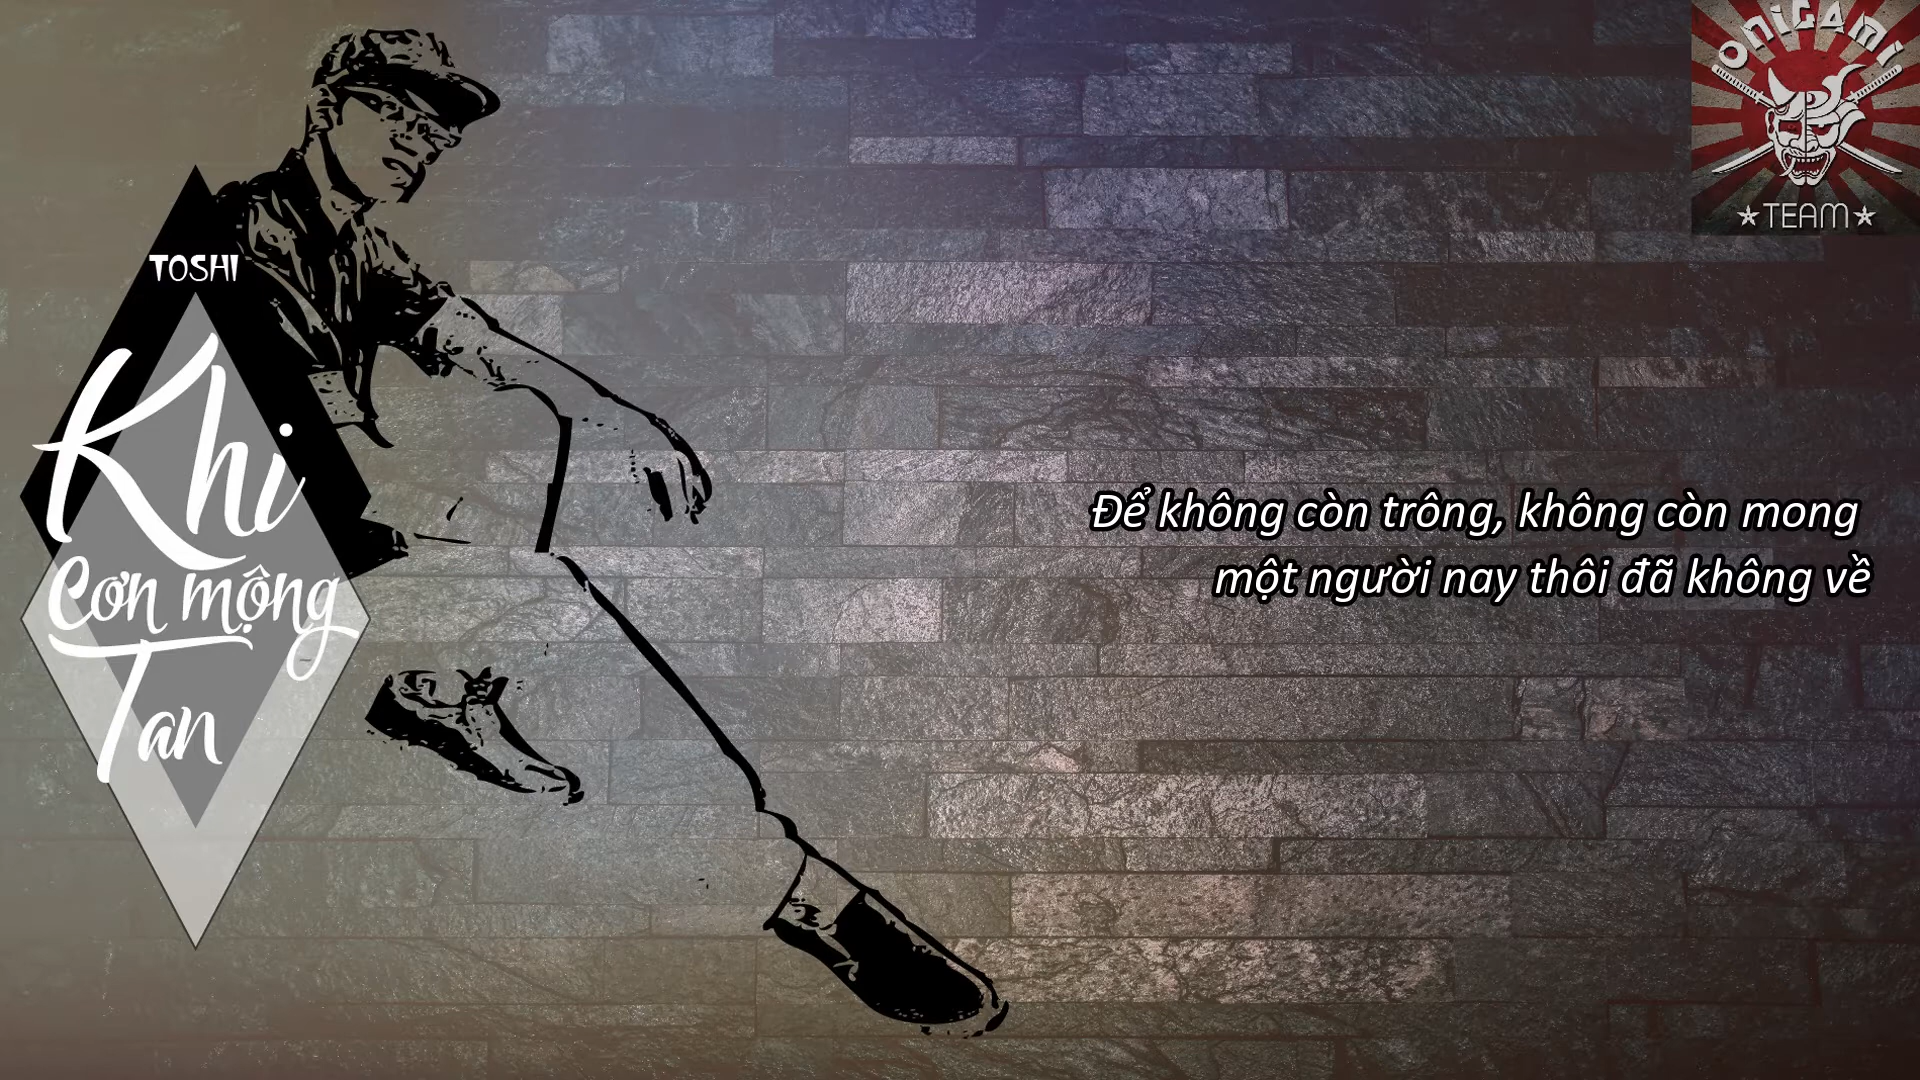 ONIGAMI
★TEAM★
TOSHI
Khi
Cơn mộng
Tan
Để không còn trông, không còn mong
một người nay thôi đã không về